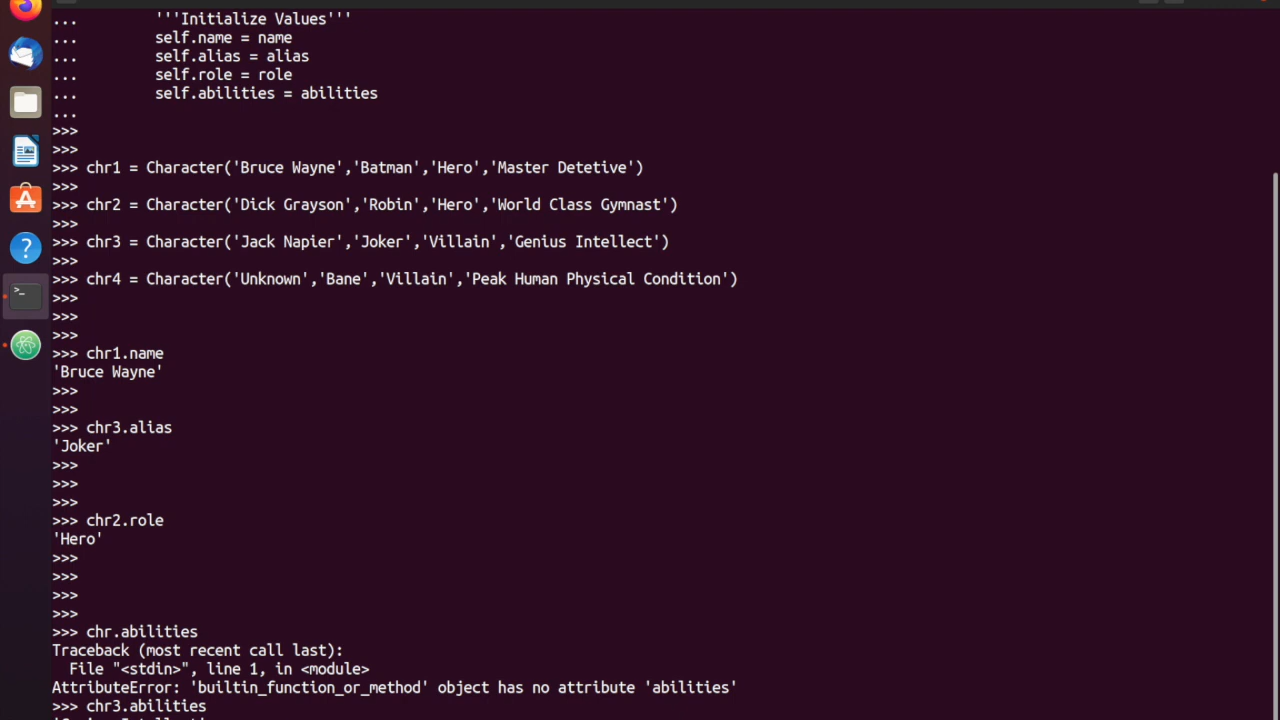 ...         '''Initialize Values'''
...         self.name = name
...         self.alias = alias
...         self.role = role
...         self.abilities = abilities
...
>>>
>>>
>>> chr1 = Character('Bruce Wayne','Batman','Hero','Master Detetive')
>>>
>>> chr2 = Character('Dick Grayson','Robin','Hero','World Class Gymnast')
>>>
>>> chr3 = Character('Jack Napier','Joker','Villain','Genius Intellect')
>>>
>>> chr4 = Character('Unknown','Bane','Villain','Peak Human Physical Condition')
>>>
>>>
>>>
>>> chr1.name
'Bruce Wayne'
>>>
>>>
>>> chr3.alias
'Joker'
>>>
>>>
>>>
>>> chr2.role
'Hero'
>>>
>>>
>>>
>>>
>>> chr.abilities
Traceback (most recent call last):
  File "<stdin>", line 1, in <module>
AttributeError: 'builtin_function_or_method' object has no attribute 'abilities'
>>> chr3.abilities